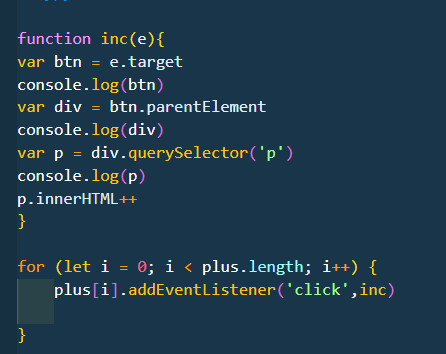 function inc(e){
var btn = e.target
console.log(btn)
var div = btn.parentElement
console.log(div)
var p = div.querySelector('p')
console.log(p)
p.innerHTML++
}
for (let i = 0; i < plus.length; i++) {
plus[i].addEventListener('click',inc)
}